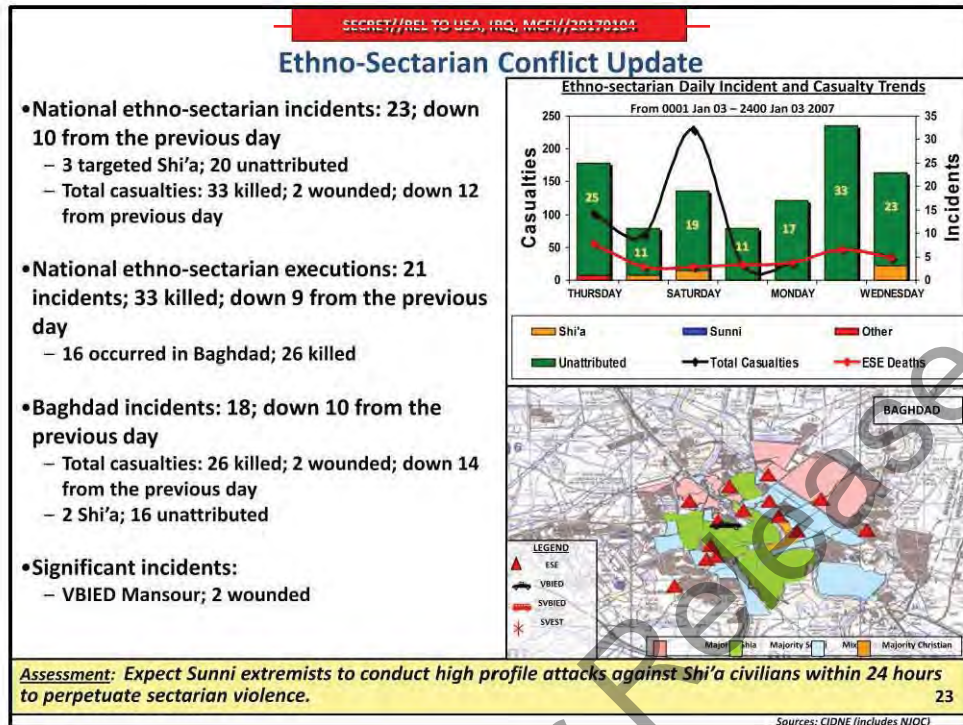 SECRET//REL TO USA, IRQ, MCFI//20170104
Ethno-Sectarian Conflict Update
•National ethno-sectarian incidents: 23; down
10 from the previous day
– 3 targeted Shi'a; 20 unattributed
– Total casualties: 33 killed; 2 wounded; down 12
from previous day
•National ethno-sectarian executions: 21
incidents; 33 killed; down 9 from the previous
day
– 16 occurred in Baghdad; 26 killed
•Baghdad incidents: 18; down 10 from the
previous day
– Total casualties: 26 killed; 2 wounded; down 14
from the previous day
– 2 Shi'a; 16 unattributed
•Significant incidents:
– VBIED Mansour; 2 wounded
Ethno-sectarian Daily Incident and Casualty Trends
From 0001 Jan 03 – 2400 Jan 03 2007
Casualties
250
200
150
100
50
0
25
11
19
11
17
33
23
35
30
25
20
15
10
5
0
Incidents
THURSDAY SATURDAY MONDAY WEDNESDAY
Shi'a Sunni Other
Unattributed Total Casualties ESE Deaths
BAGHDAD
LEGEND
ESE
VBIED
SVBIED
SVEST
Majority Christian
Release
Assessment: Expect Sunni extremists to conduct high profile attacks against Shi'a civilians within 24 hours
to perpetuate sectarian violence.
23
Sources: CIDNE (includes NJOC)